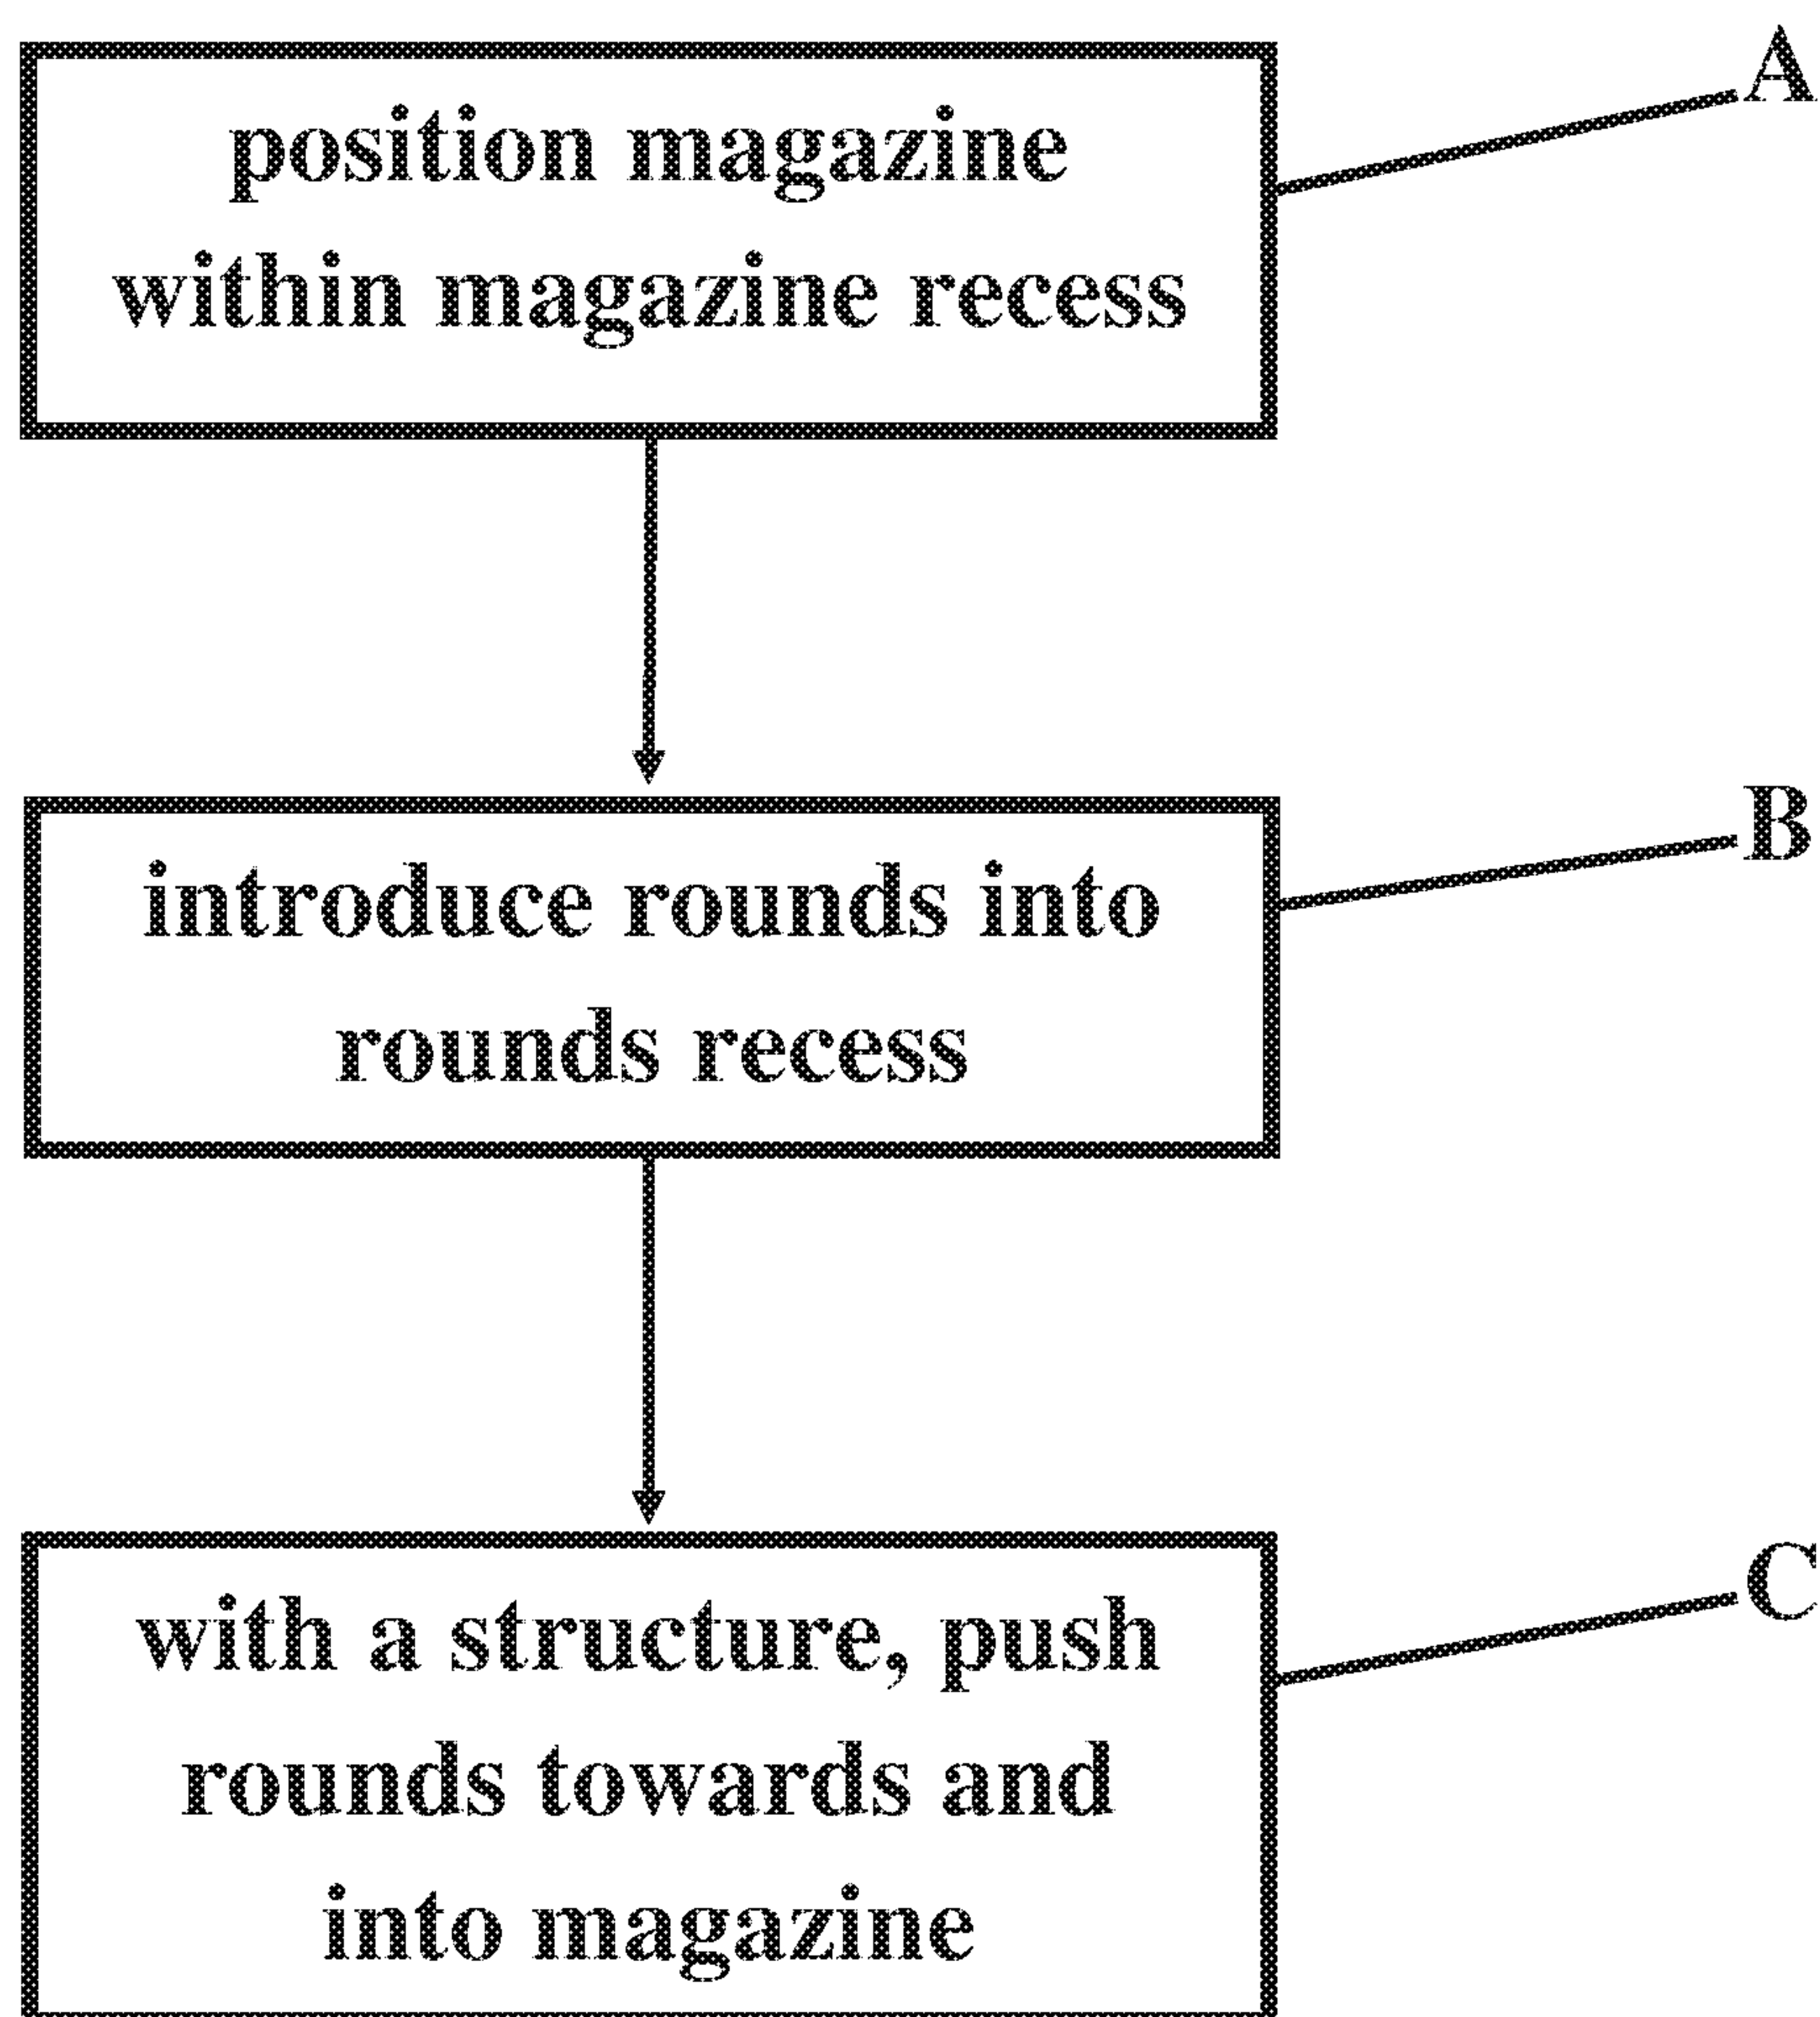 A
position magazine
within magazine recess
B
introduce rounds into
rounds recess
C
with a structure, push
rounds towards and
into magazine